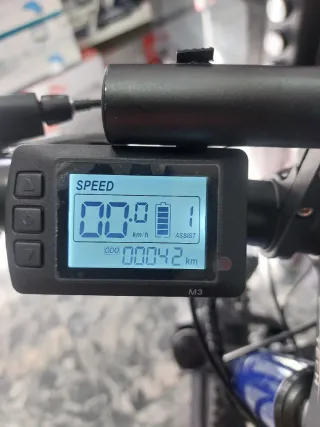 SPEED
00.0 km/h 1 ASSIST
ODO 00042 km
M3